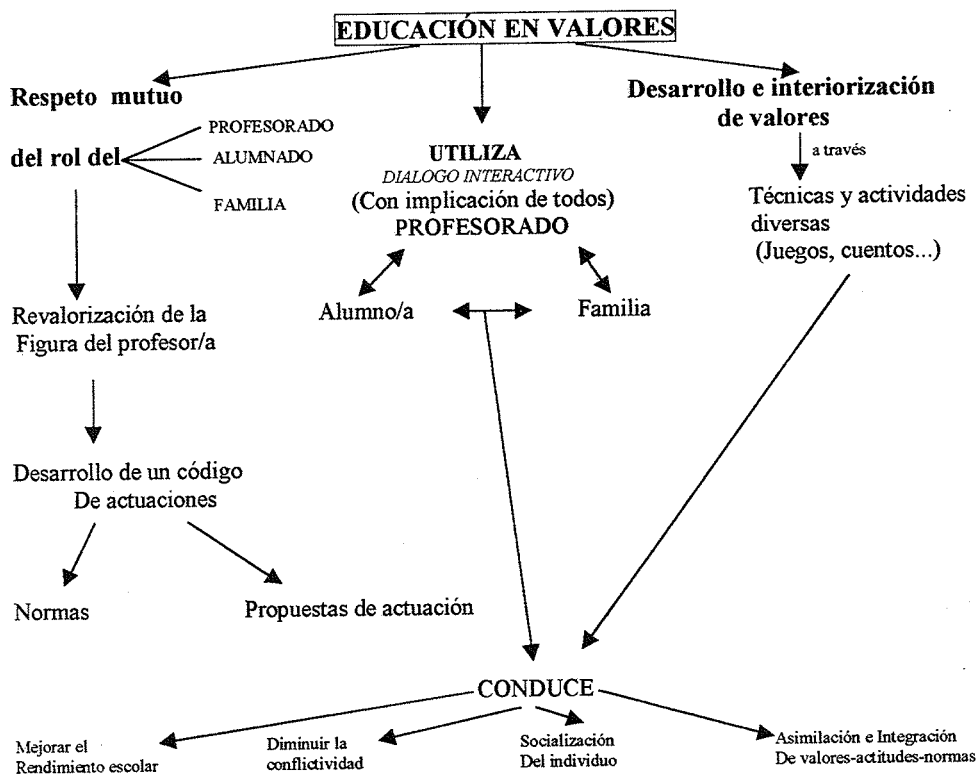 EDUCACIÓN EN VALORES
Respeto mutuo
del rol del
PROFESORADO
ALUMNADO
FAMILIA
Revalorización de la
Figura del profesor/a
Desarrollo de un código
De actuaciones
Normas
Propuestas de actuación
UTILIZA
DIALOGO INTERACTIVO
(Con implicación de todos)
PROFESORADO
Alumno/a
Familia
Desarrollo e interiorización
de valores
a través
Técnicas y actividades
diversas
(Juegos, cuentos...)
CONDUCE
Mejorar el
Rendimiento escolar
Diminuir la
conflictividad
Socialización
Del individuo
Asimilación e Integración
De valores-actitudes-normas